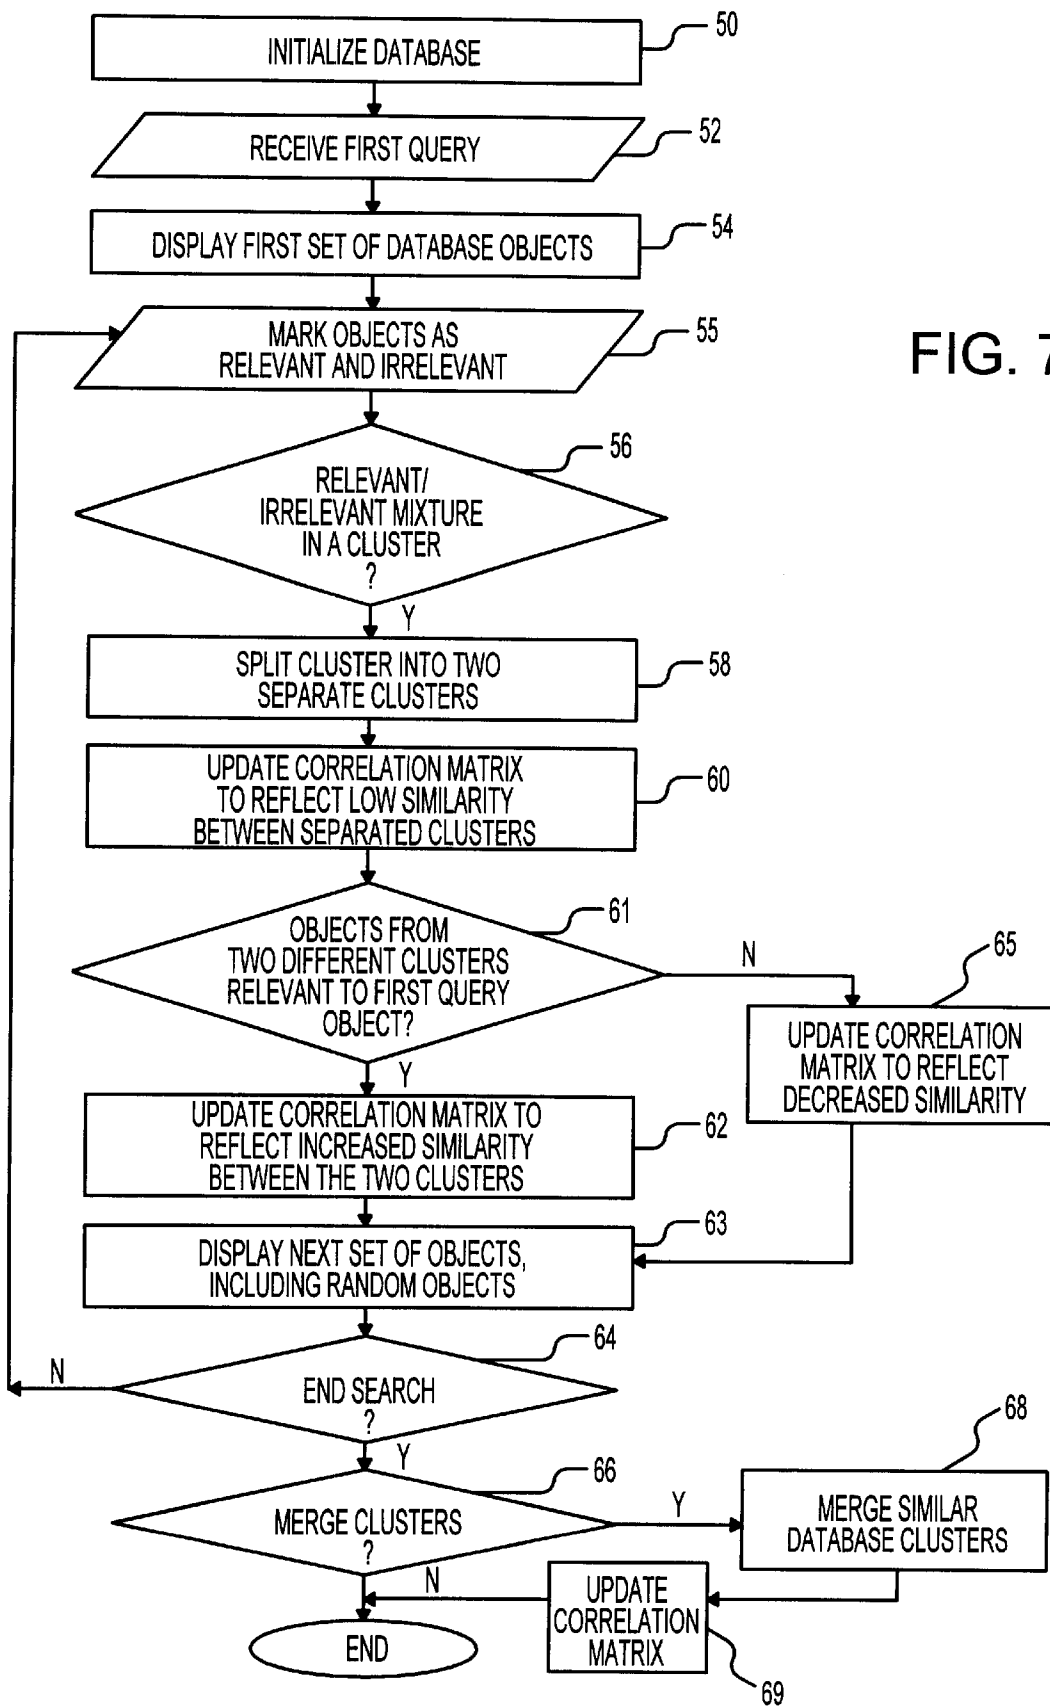 50
INITIALIZE DATABASE
52
RECEIVE FIRST QUERY
54
DISPLAY FIRST SET OF DATABASE OBJECTS
55
MARK OBJECTS AS
RELEVANT AND IRRELEVANT
FIG. 7
56
RELEVANT/
IRRELEVANT MIXTURE
IN A CLUSTER
?
Y
58
SPLIT CLUSTER INTO TWO
SEPARATE CLUSTERS
60
UPDATE CORRELATION MATRIX
TO REFLECT LOW SIMILARITY
BETWEEN SEPARATED CLUSTERS
61
OBJECTS FROM
TWO DIFFERENT CLUSTERS
RELEVANT TO FIRST QUERY
OBJECT?
N
65
UPDATE CORRELATION
MATRIX TO REFLECT
DECREASED SIMILARITY
Y
62
UPDATE CORRELATION MATRIX TO
REFLECT INCREASED SIMILARITY
BETWEEN THE TWO CLUSTERS
63
DISPLAY NEXT SET OF OBJECTS,
INCLUDING RANDOM OBJECTS
64
N
END SEARCH
?
Y
66
MERGE CLUSTERS
?
Y
68
MERGE SIMILAR
DATABASE CLUSTERS
N
UPDATE
CORRELATION
MATRIX
69
END